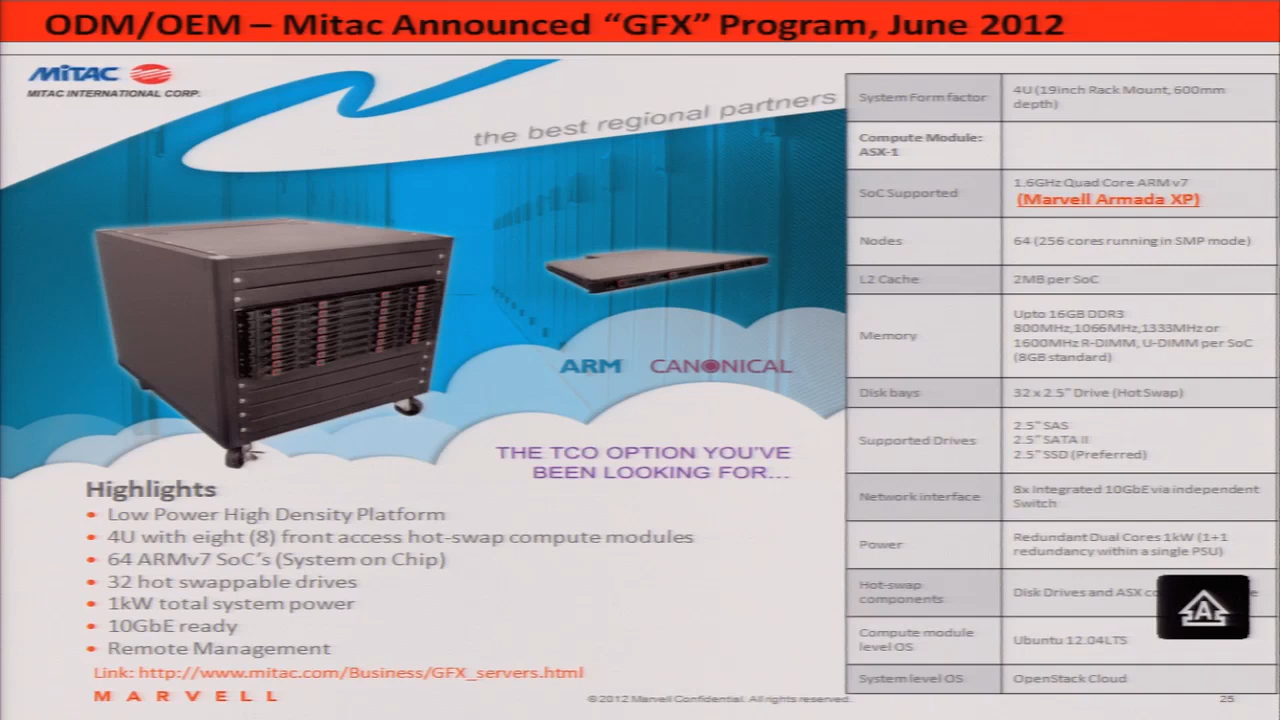 ODM/OEM – Mitac Announced “GFX” Program, June 2012
MiTAC
MITAC INTERNATIONAL CORP.
the best regional partners
ARM CANONICAL
THE TCO OPTION YOU'VE
BEEN LOOKING FOR...
Highlights
• Low Power High Density Platform
• 4U with eight (8) front access hot-swap compute modules
• 64 ARMv7 SoC's (System on Chip)
• 32 hot swappable drives
• 1kW total system power
• 10GbE ready
• Remote Management
Link: http://www.mitac.com/Business/GFX_servers.html
System Form factor
4U (19inch Rack Mount, 600mm
depth)
Compute Module:
ASX-1
SoC Supported
1.6GHz Quad Core ARM v7
(Marvell Armada XP)
Nodes
64 (256 cores running in SMP mode)
L2 Cache
2MB per SoC
Memory
Upto 16GB DDR3
800MHz,1066MHz,1333MHz or
1600MHz R-DIMM, U-DIMM per SoC
(8GB standard)
Disk bays
32 x 2.5" Drive (Hot Swap)
Supported Drives
2.5" SAS
2.5" SATA II
2.5" SSD (Preferred)
Network interface
8x Integrated 10GbE via independent
Switch
Power
Redundant Dual Cores 1kW (1+1
redundancy within a single PSU)
Hot-swap
components
Disk Drives and ASX
A
Compute module
level OS
Ubuntu 12.04LTS
System level OS
OpenStack Cloud
MARVELL
© 2012 Marvell Confidential. All rights reserved.
25